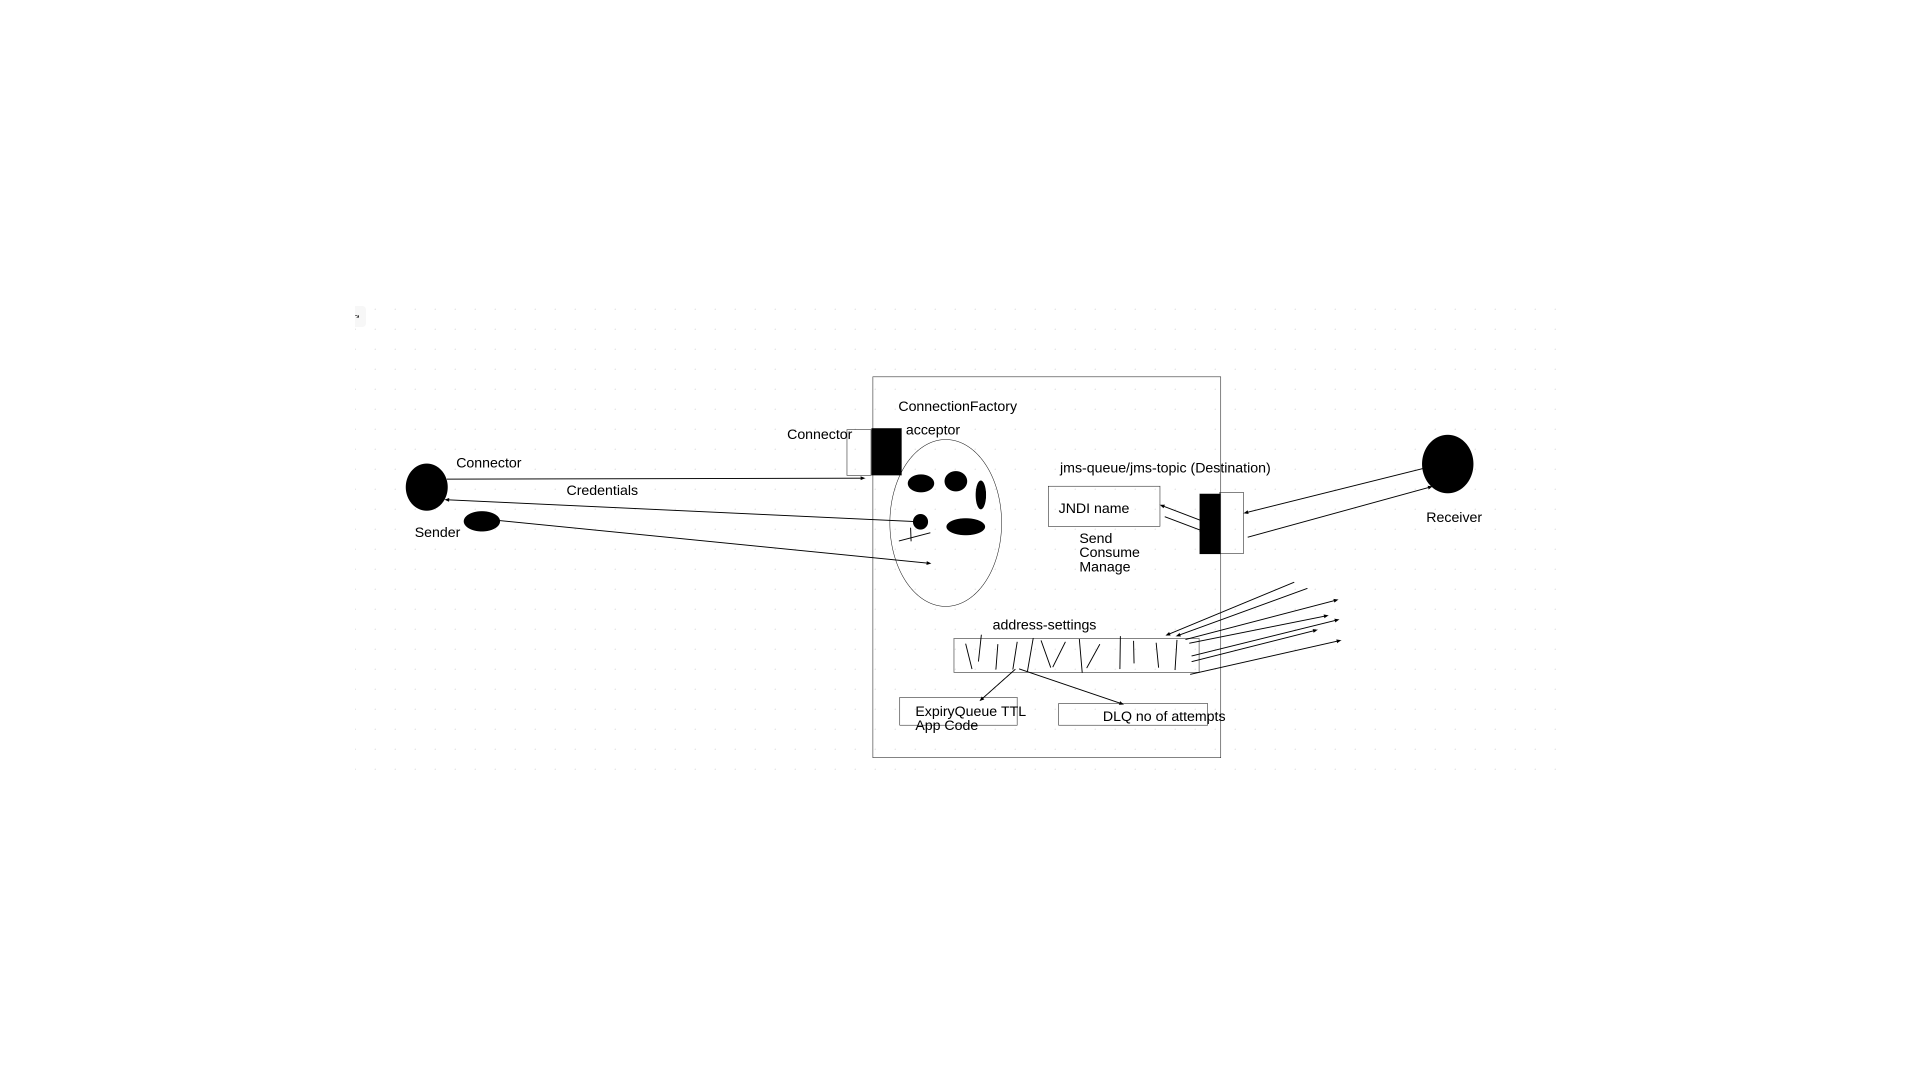 ConnectionFactory
Connector
acceptor
Connector
jms-queue/jms-topic (Destination)
Credentials
JNDI name
Receiver
Sender
Send
Consume
Manage
address-settings
ExpiryQueue TTL
App Code
DLQ no of attempts